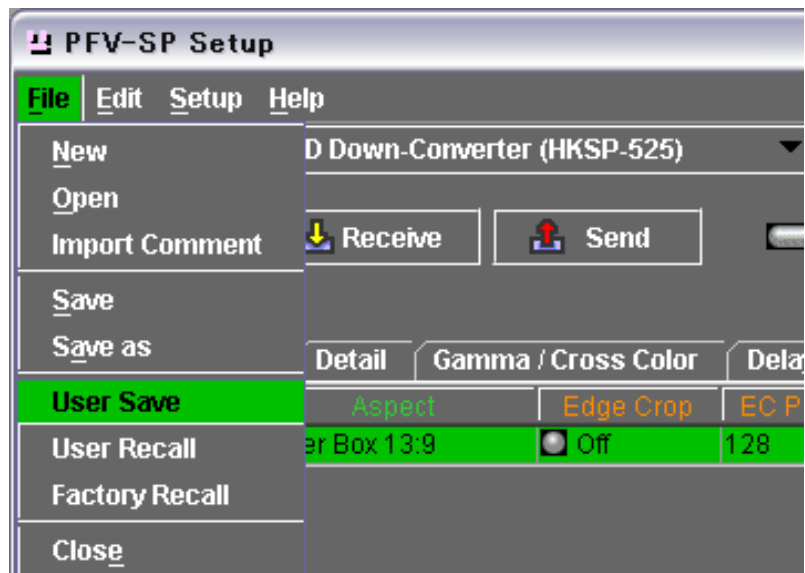 PFV-SP Setup
File Edit Setup Help
New
D Down-Converter (HKSP-525)
Open
Import Comment
Receive
Send
Save
Save as
Detail
Gamma / Cross Color
Dela
User Save
Aspect
Edge Crop
EC P
User Recall
er Box 13:9
Off
128
Factory Recall
Close